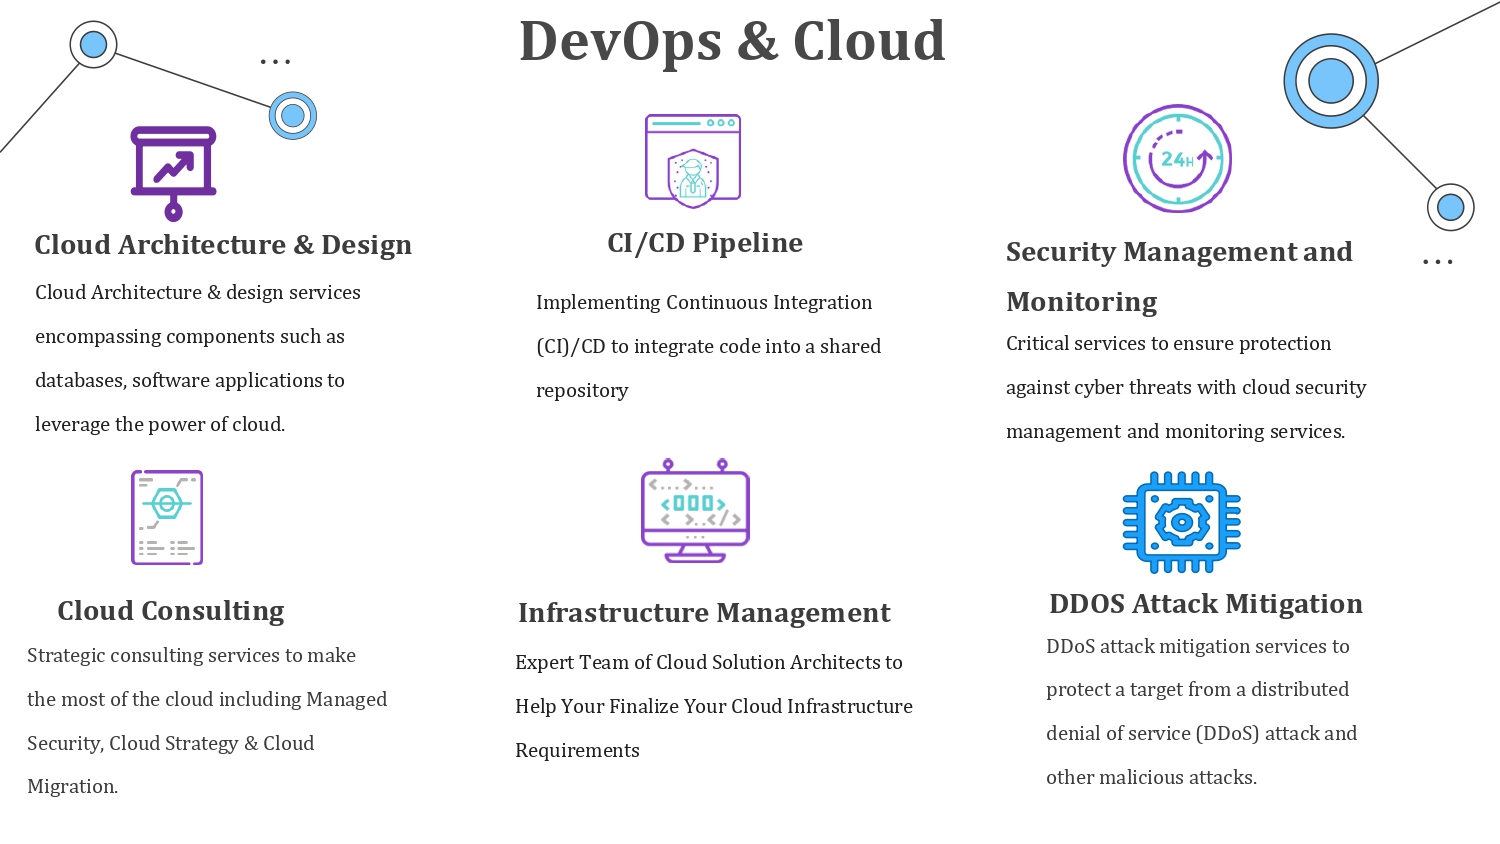 DevOps & Cloud
...
Cloud Architecture & Design
Cloud Architecture & design services
encompassing components such as
databases, software applications to
leverage the power of cloud.
CI/CD Pipeline
Implementing Continuous Integration
(CI)/CD to integrate code into a shared
repository
24H
Security Management and
Monitoring
...
Critical services to ensure protection
against cyber threats with cloud security
management and monitoring services.
Cloud Consulting
Strategic consulting services to make
the most of the cloud including Managed
Security, Cloud Strategy & Cloud
Migration.
Infrastructure Management
Expert Team of Cloud Solution Architects to
Help Your Finalize Your Cloud Infrastructure
Requirements
DDOS Attack Mitigation
DDoS attack mitigation services to
protect a target from a distributed
denial of service (DDoS) attack and
other malicious attacks.